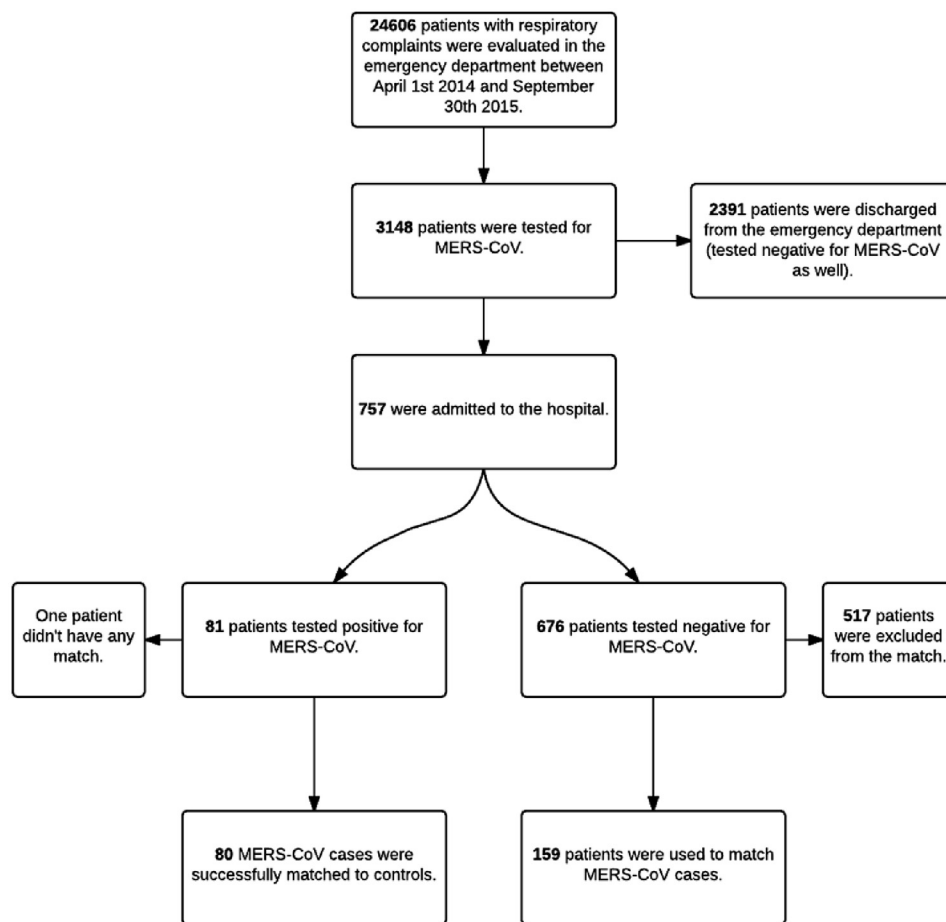 24606 patients with respiratory
complaints were evaluated in the
emergency department between
April 1st 2014 and September
30th 2015.
3148 patients were tested for
MERS-CoV.
2391 patients were discharged
from the emergency department
(tested negative for MERS-CoV
as well).
757 were admitted to the hospital.
One patient
didn't have any
match.
81 patients tested positive for
MERS-CoV.
676 patients tested negative for
MERS-CoV.
517 patients
were excluded
from the match.
80 MERS-CoV cases were
successfully matched to controls.
159 patients were used to match
MERS-CoV cases.